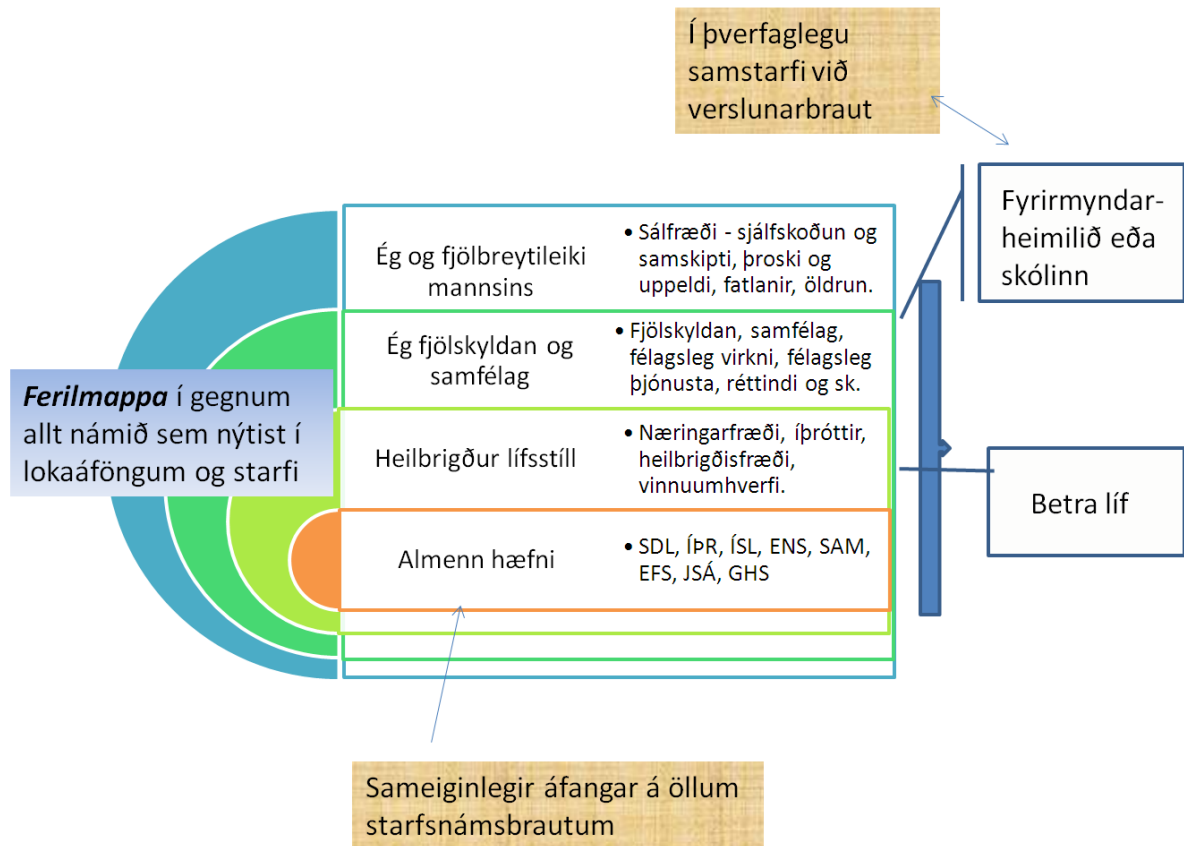 Í þverfaglegu
samstarfi við
verslunarbraut
Fyrirmyndar-
heimilið eða
skólinn
Ég og fjölbreytileiki
mannsins
• Sálfræði - sjálfskoðun og
samskipti, þroski og
uppeldi, fatlanir, öldrun.
Ég fjölskyldan og
samfélag
• Fjölskyldan, samfélag,
félagsleg virkni, félagsleg
þjónusta, réttindi og sk.
Ferilmappa í gegnum
allt námið sem nýtist í
lokaáföngum og starfi
Heilbrigður lífsstíll
• Næringarfræði, íþróttir,
heilbrigðisfræði,
vinnuumhverfi.
Betra líf
Almenn hæfni
• SDL, ÍÞR, ÍSL, ENS, SAM,
EFS, JSÁ, GHS
Sameiginlegir áfangar á öllum
starfsnámsbrautum